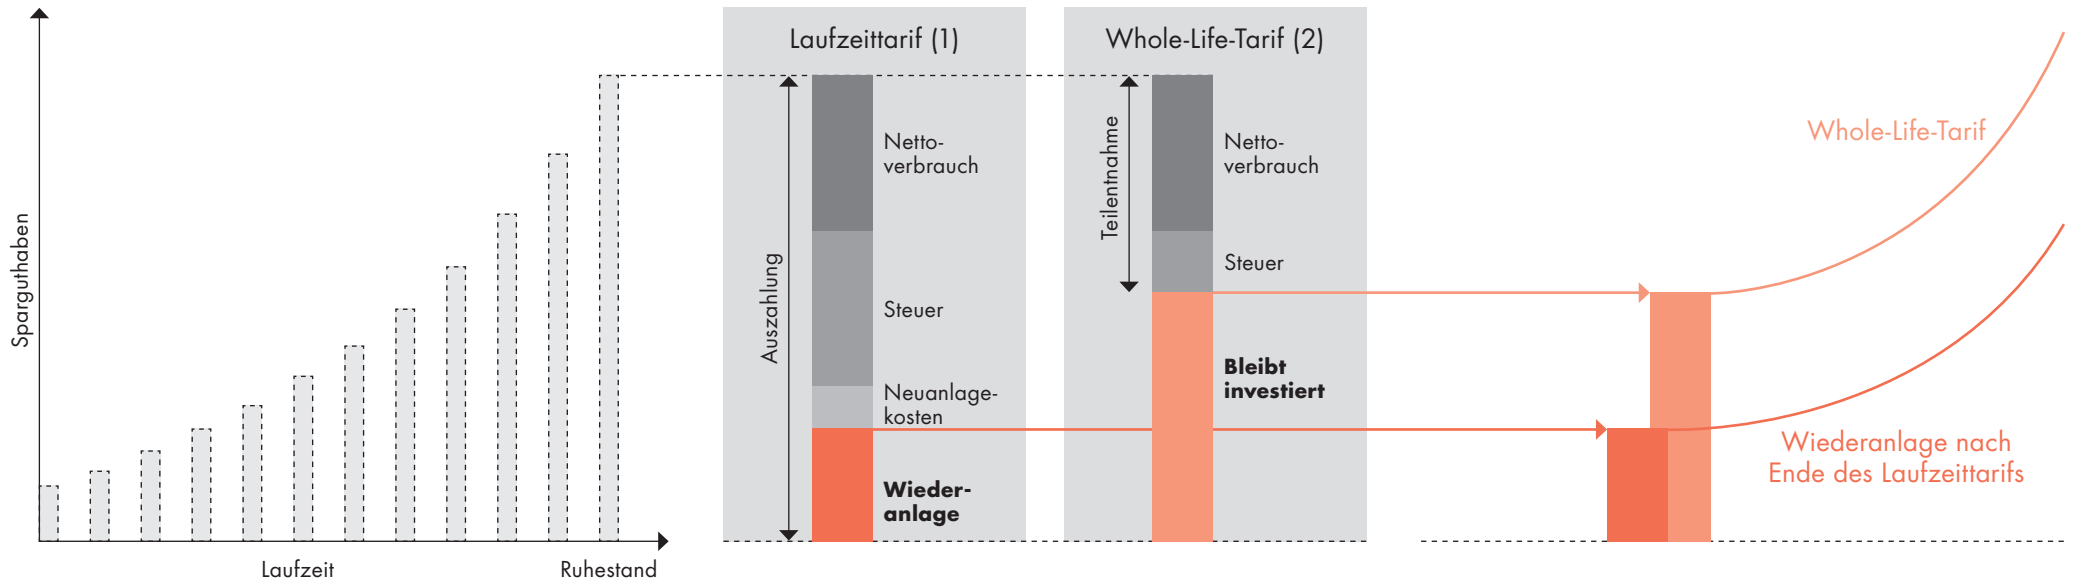 Sparguthaben
Laufzeit
Ruhestand
Laufzeittarif (1)
Auszahlung
Netto-
verbrauch
Steuer
Neuanlage-
kosten
Wieder-
anlage
Whole-Life-Tarif (2)
Teilentnahme
Netto-
verbrauch
Steuer
Bleibt
investiert
Whole-Life-Tarif
Wiederanlage nach
Ende des Laufzeittarifs